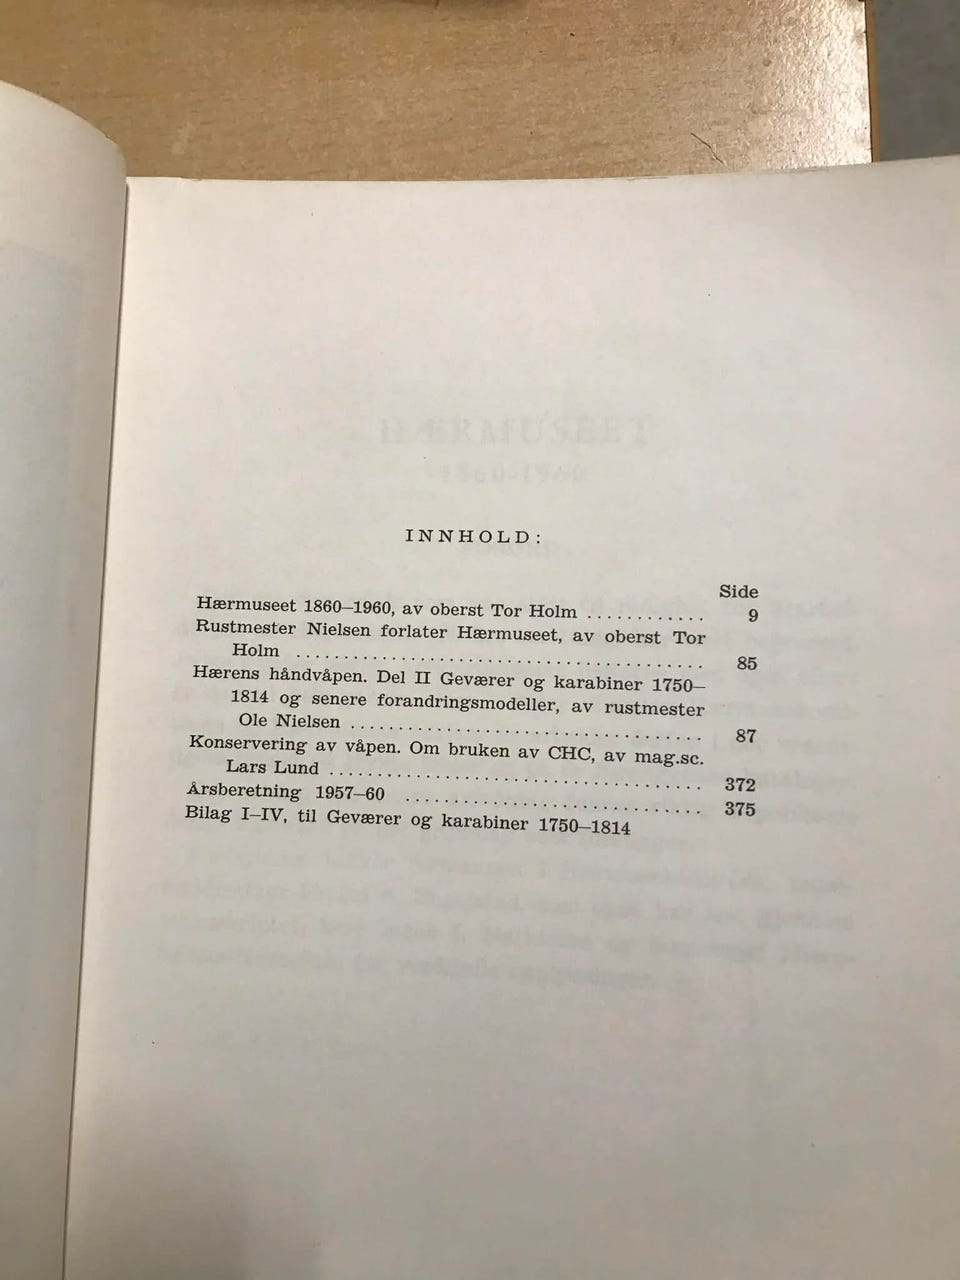 INNHOLD:
Side
Hærmuseet 1860–1960, av oberst Tor Holm ............ 9
Rustmester Nielsen forlater Hærmuseet, av oberst Tor
Holm .......................................... 85
Hærens håndvåpen. Del II Geværer og karabiner 1750–
1814 og senere forandringsmodeller, av rustmester
Ole Nielsen .................................... 87
Konservering av våpen. Om bruken av CHC, av mag.sc.
Lars Lund ...................................... 372
Årsberetning 1957–60 ............................... 375
Bilag I–IV, til Geværer og karabiner 1750–1814
HÆRMUSEET
1860-1960